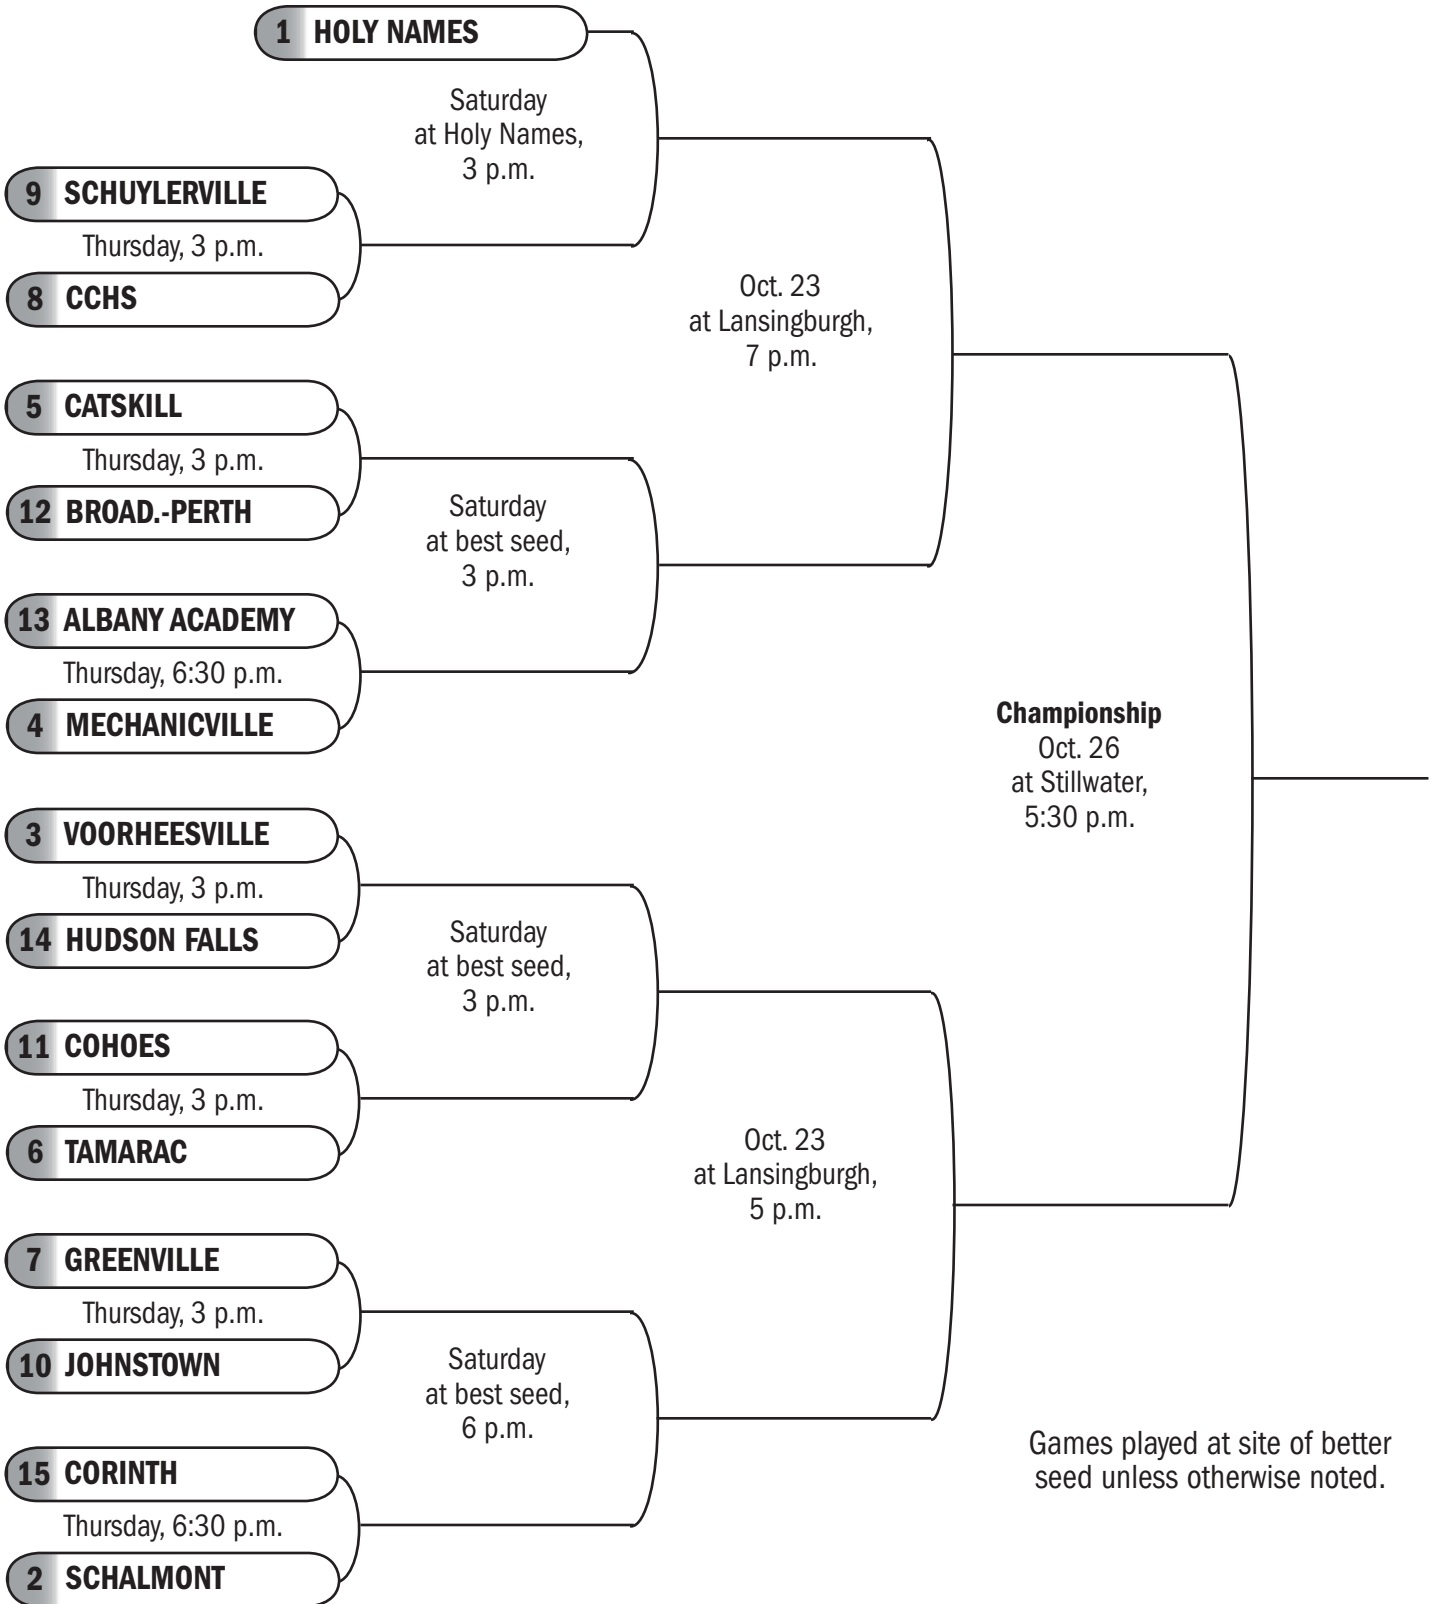 1 HOLY NAMES
Saturday
at Holy Names,
3 p.m.
9 SCHUYLERVILLE
Thursday, 3 p.m.
8 CCHS
Oct. 23
at Lansingburgh,
7 p.m.
5 CATSKILL
Thursday, 3 p.m.
12 BROAD.-PERTH
Saturday
at best seed,
3 p.m.
13 ALBANY ACADEMY
Thursday, 6:30 p.m.
4 MECHANICVILLE
Championship
Oct. 26
at Stillwater,
5:30 p.m.
3 VOORHEESVILLE
Thursday, 3 p.m.
14 HUDSON FALLS
Saturday
at best seed,
3 p.m.
11 COHOES
Thursday, 3 p.m.
6 TAMARAC
Oct. 23
at Lansingburgh,
5 p.m.
7 GREENVILLE
Thursday, 3 p.m.
10 JOHNSTOWN
Saturday
at best seed,
6 p.m.
15 CORINTH
Thursday, 6:30 p.m.
2 SCHALMONT
Games played at site of better
seed unless otherwise noted.